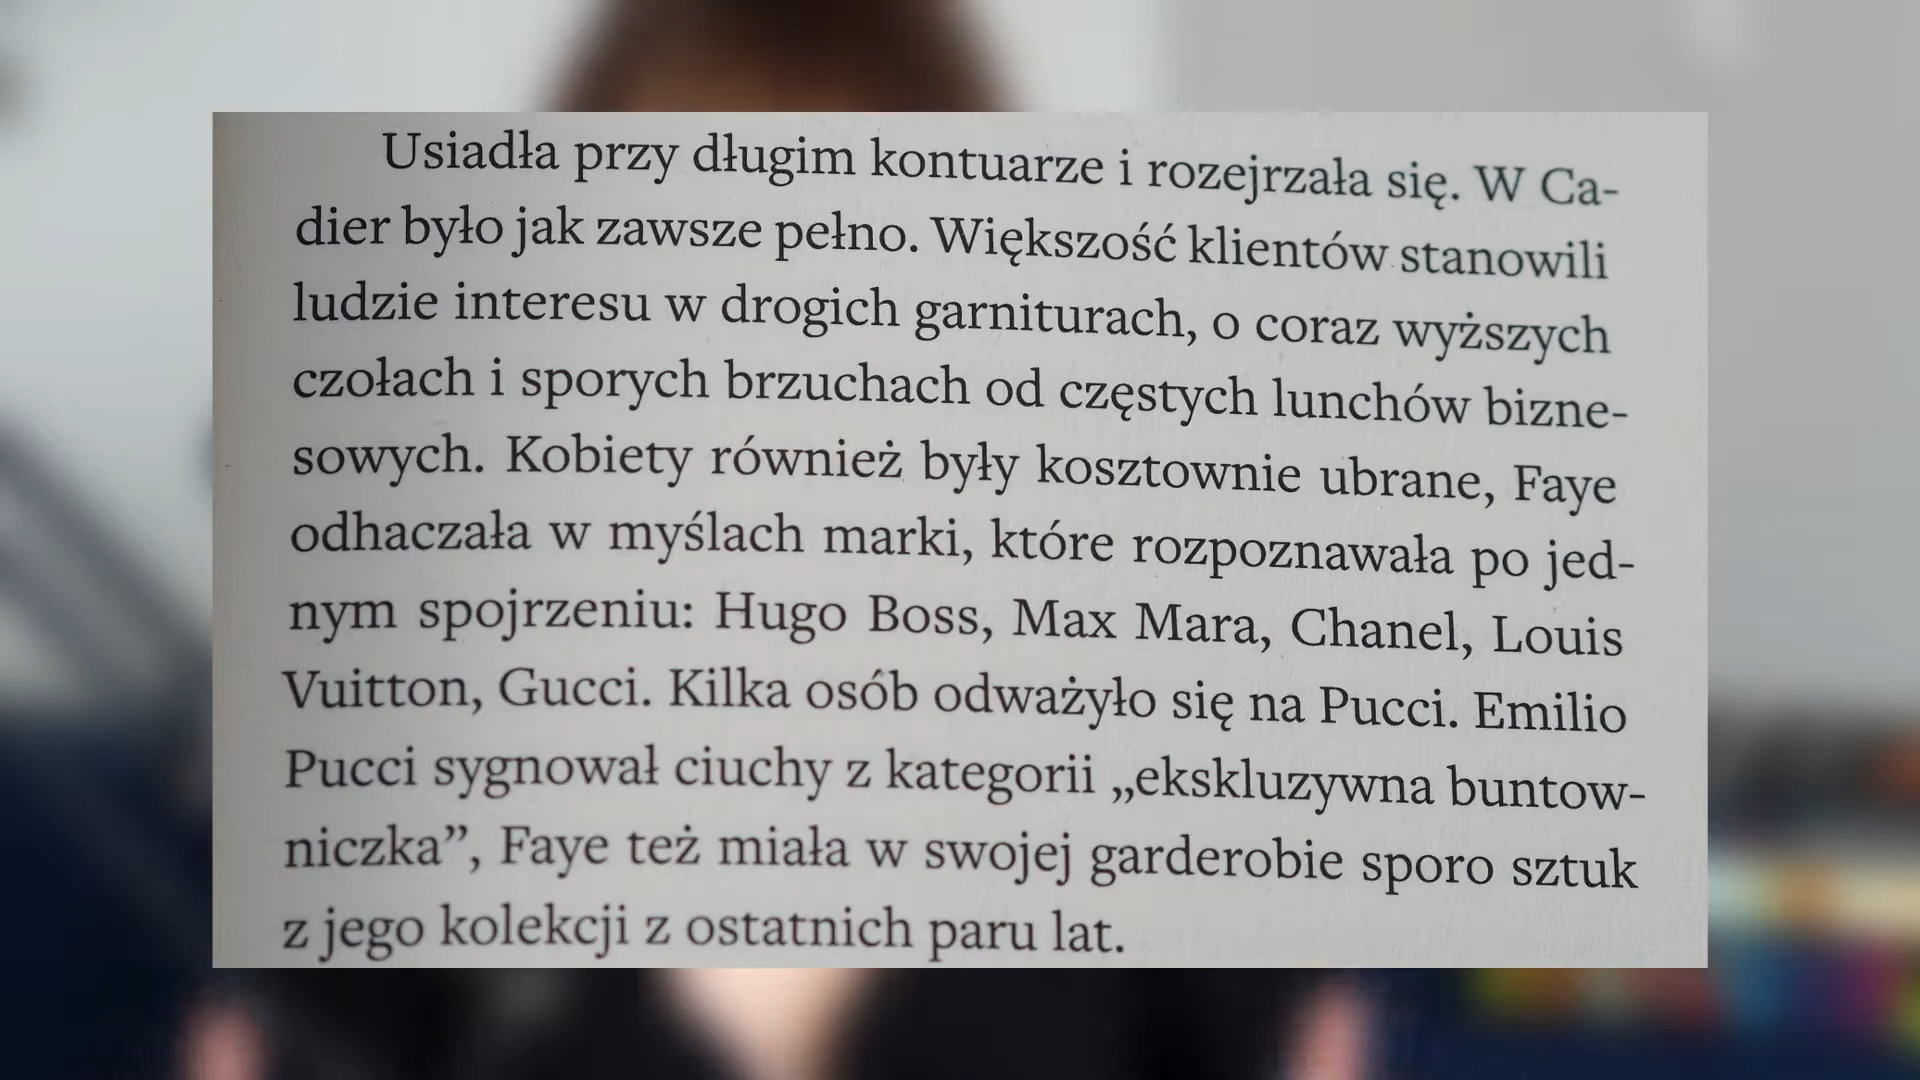 Usiadła przy długim kontuarze i rozejrzała się. W Ca-
dier było jak zawsze pełno. Większość klientów stanowili
ludzie interesu w drogich garniturach, o coraz wyższych
czołach i sporych brzuchach od częstych lunchów bizne-
sowych. Kobiety również były kosztownie ubrane, Faye
odhaczała w myślach marki, które rozpoznawała po jed-
nym spojrzeniu: Hugo Boss, Max Mara, Chanel, Louis
Vuitton, Gucci. Kilka osób odważyło się na Pucci. Emilio
Pucci sygnował ciuchy z kategorii „ekskluzywna buntow-
niczka”, Faye też miała w swojej garderobie sporo sztuk
z jego kolekcji z ostatnich paru lat.